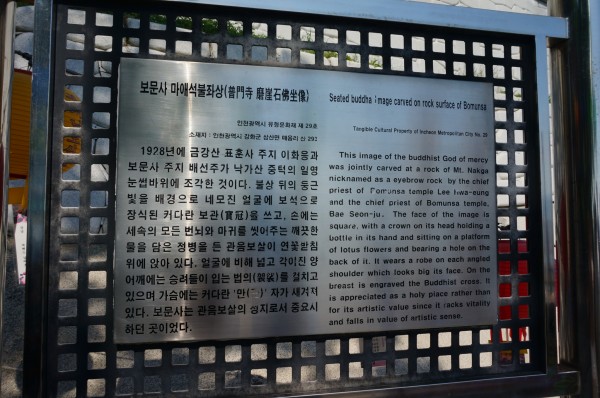 보문사 마애석불좌상(普門寺 磨崖石佛坐像)
인천광역시 유형문화재 제 29호
소재지 : 인천광역시 강화군 삼산면 매음리 산 293
1928년에 금강산 표훈사 주지 이화응과
보문사 주지 배선주가 낙가산 중턱의 일명
눈썹바위에 조각한 것이다. 불상 뒤의 둥근
빛을 배경으로 네모진 얼굴에 보석으로
장식된 커다란 보관(寶冠)을 쓰고, 손에는
세속의 모든 번뇌와 마귀를 씻어주는 깨끗한
물을 담은 정병을 든 관음보살이 연꽃받침
위에 앉아 있다. 얼굴에 비해 넓고 각이진 양
어깨에는 승려들이 입는 법의(袈裟)를 걸치고
있으며 가슴에는 커다란 '만( )' 자가 새겨져
있다. 보문사는 관음보살의 성지로서 중요시
하던 곳이었다.
Seated buddha image carved on rock surface of Bomunsa
Tangible Cultural Property of Incheon Metropolitan City No. 29
This image of the buddhist God of mercy
was jointly carved at a rock of Mt. Nakga
nicknamed as a eyebrow rock by the chief
priest of temple Lee Hwa-eung
and the chief priest of Bomunsa temple,
Bae Seon-ju. The face of the image is
square, with a crown on its head holding a
bottle in its hand and sitting on a platform
of lotus flowers and bearing a hole on the
back of it. It wears a robe on each angled
shoulder which looks big its face. On the
breast is engraved the Buddhist cross. It
is appreciated as a holy place rather than
for its artistic value since it racks vitality
and falls in value of artistic sense.